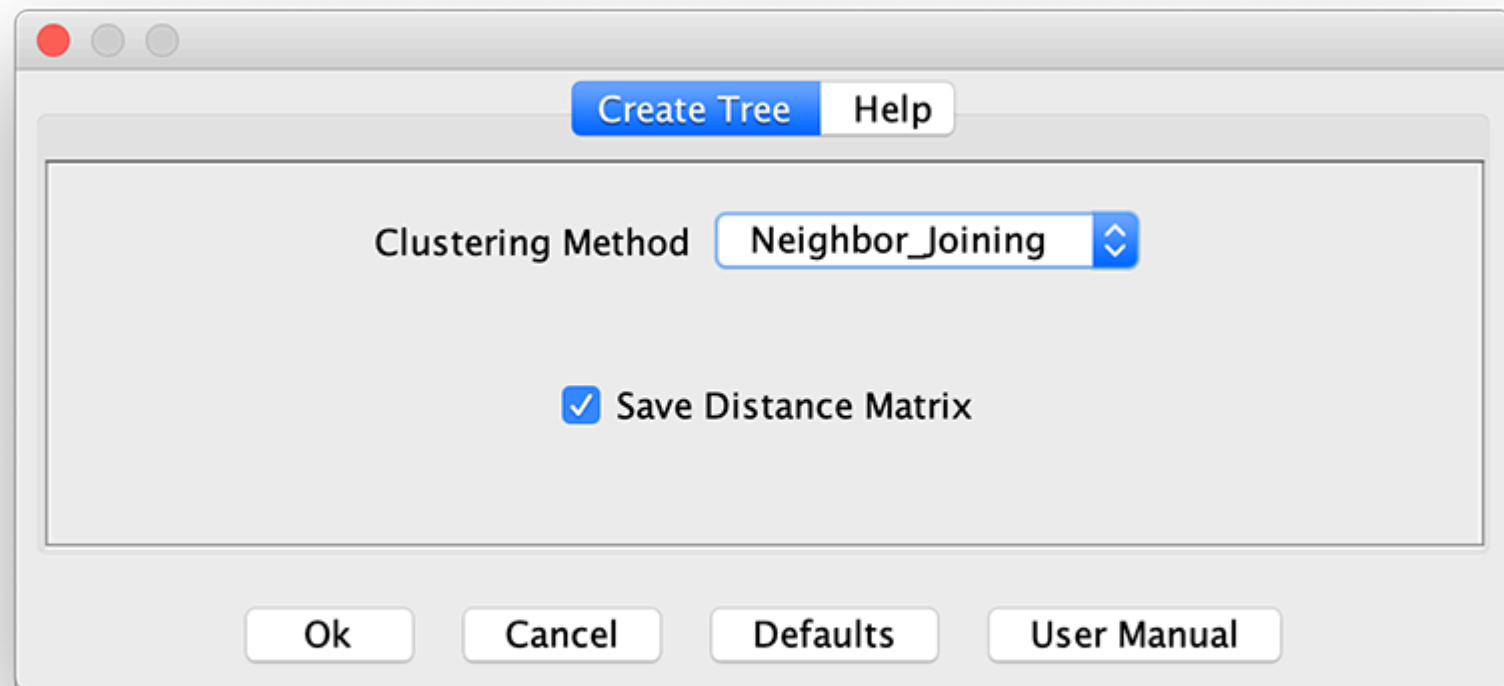 Create Tree Help
Clustering Method Neighbor_Joining
Save Distance Matrix
Ok Cancel Defaults User Manual